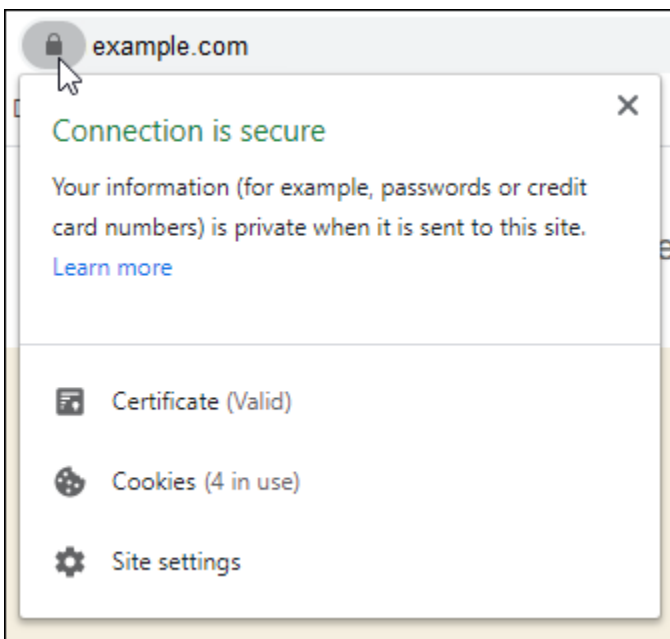 example.com
Connection is secure
Your information (for example, passwords or credit
card numbers) is private when it is sent to this site.
Learn more
Certificate (Valid)
Cookies (4 in use)
Site settings